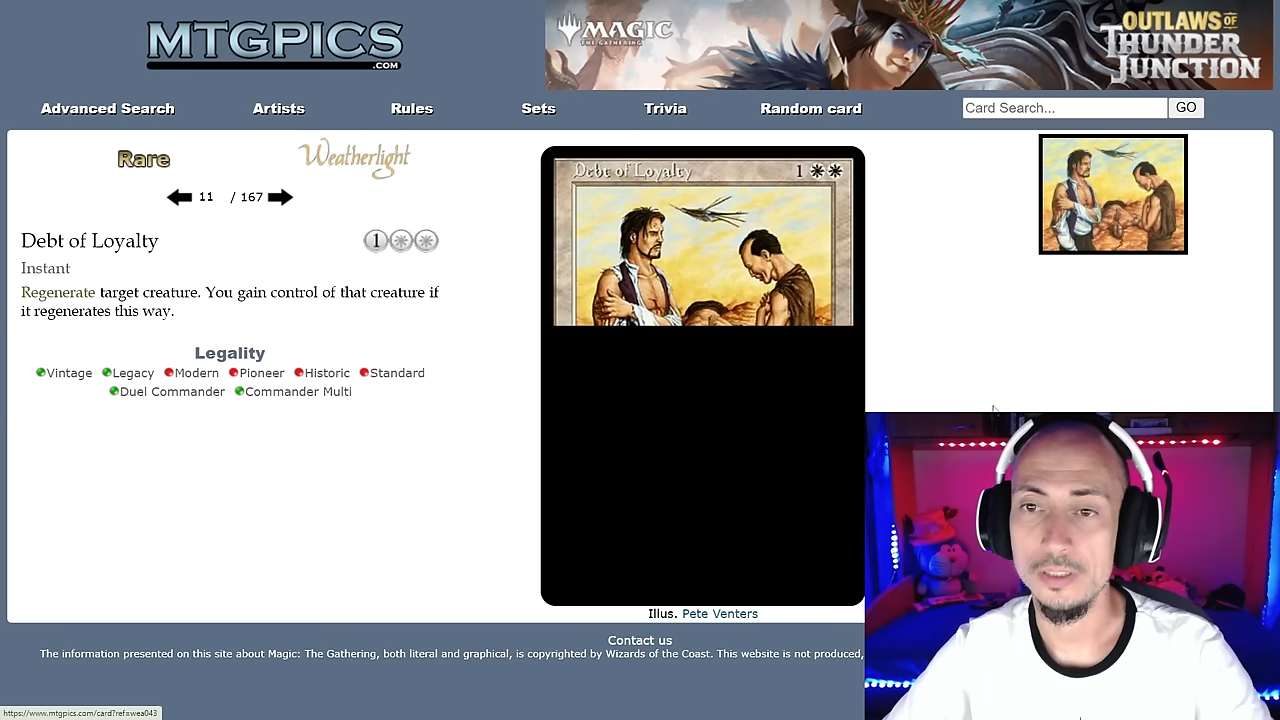 MTGPICS
.COM
MAGIC
THE GATHERING
OUTLAWS OF
THUNDER
JUNCTION
Advanced Search
Artists
Rules
Sets
Trivia
Random card
Card Search...
GO
Rare
Weatherlight
11 / 167
Debt of Loyalty
1
Instant
Regenerate target creature. You gain control of that creature if
it regenerates this way.
Legality
Vintage Legacy Modern Pioneer Historic Standard
Duel Commander Commander Multi
Debt of Loyalty 1
Illus. Pete Venters
Contact us
The information presented on this site about Magic: The Gathering, both literal and graphical, is copyrighted by Wizards of the Coast. This website is not produced,
https://www.mtgpics.com/card?ref=wea043